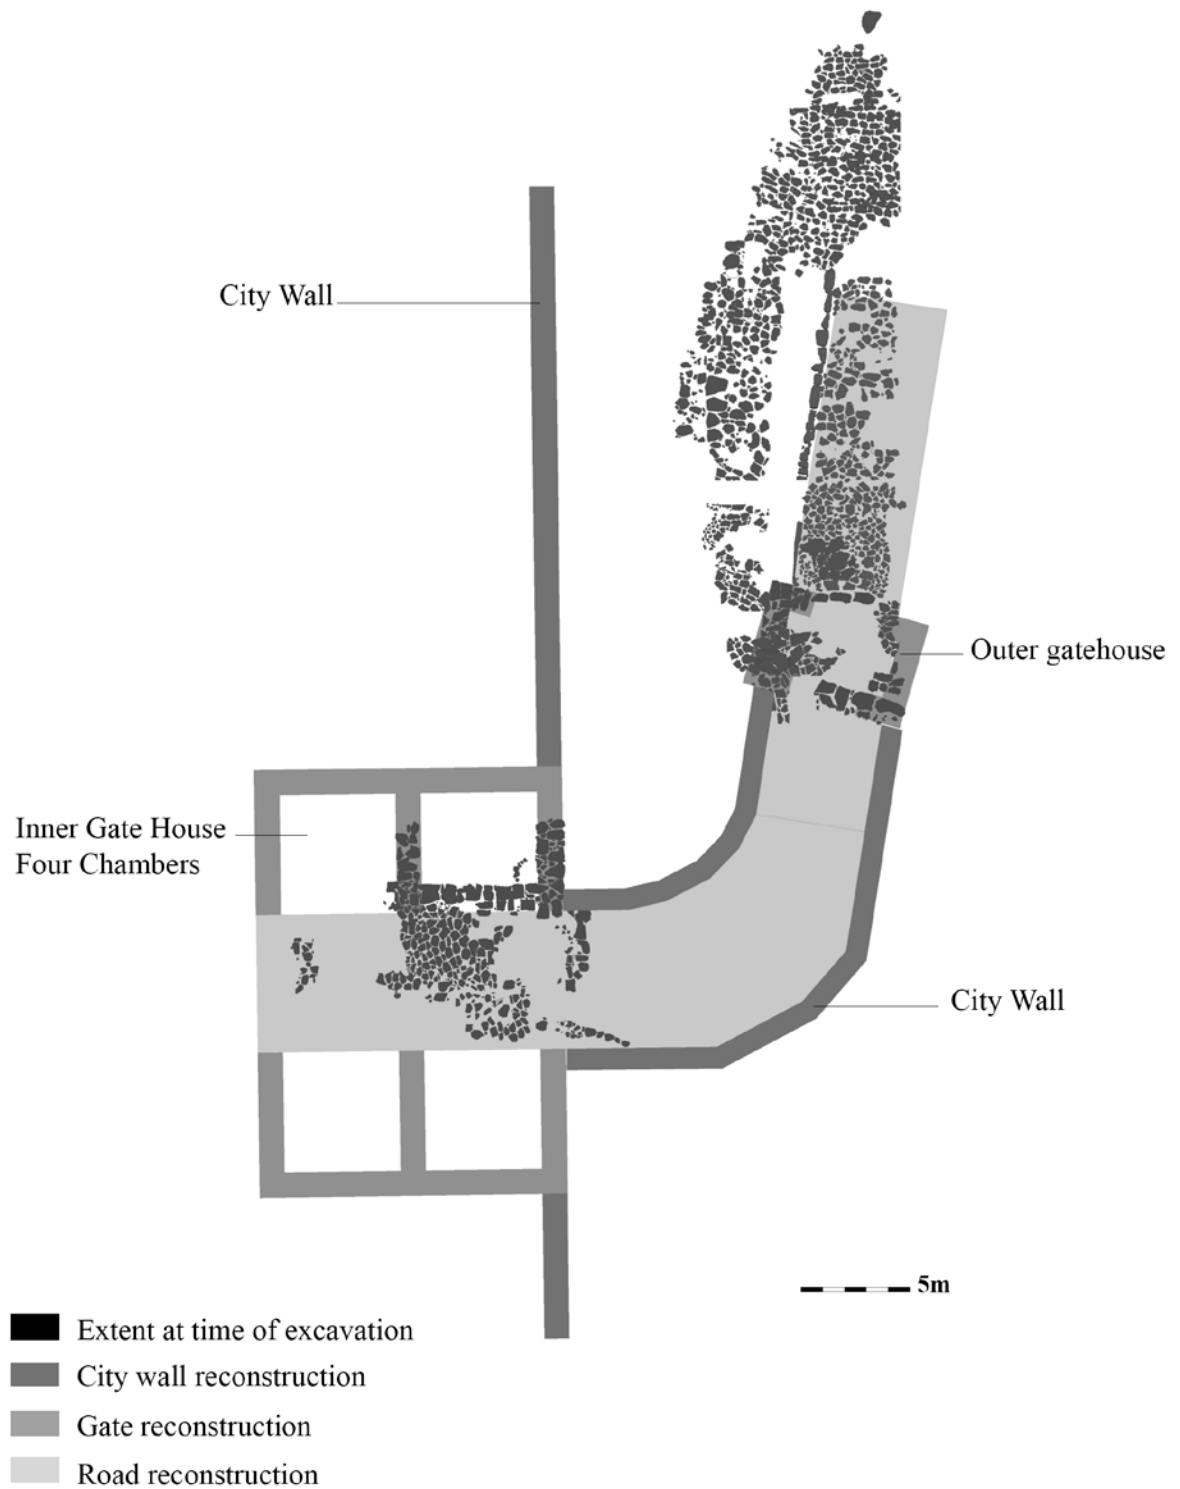 City Wall
Outer gatehouse
Inner Gate House
Four Chambers
City Wall
5m
Extent at time of excavation
City wall reconstruction
Gate reconstruction
Road reconstruction